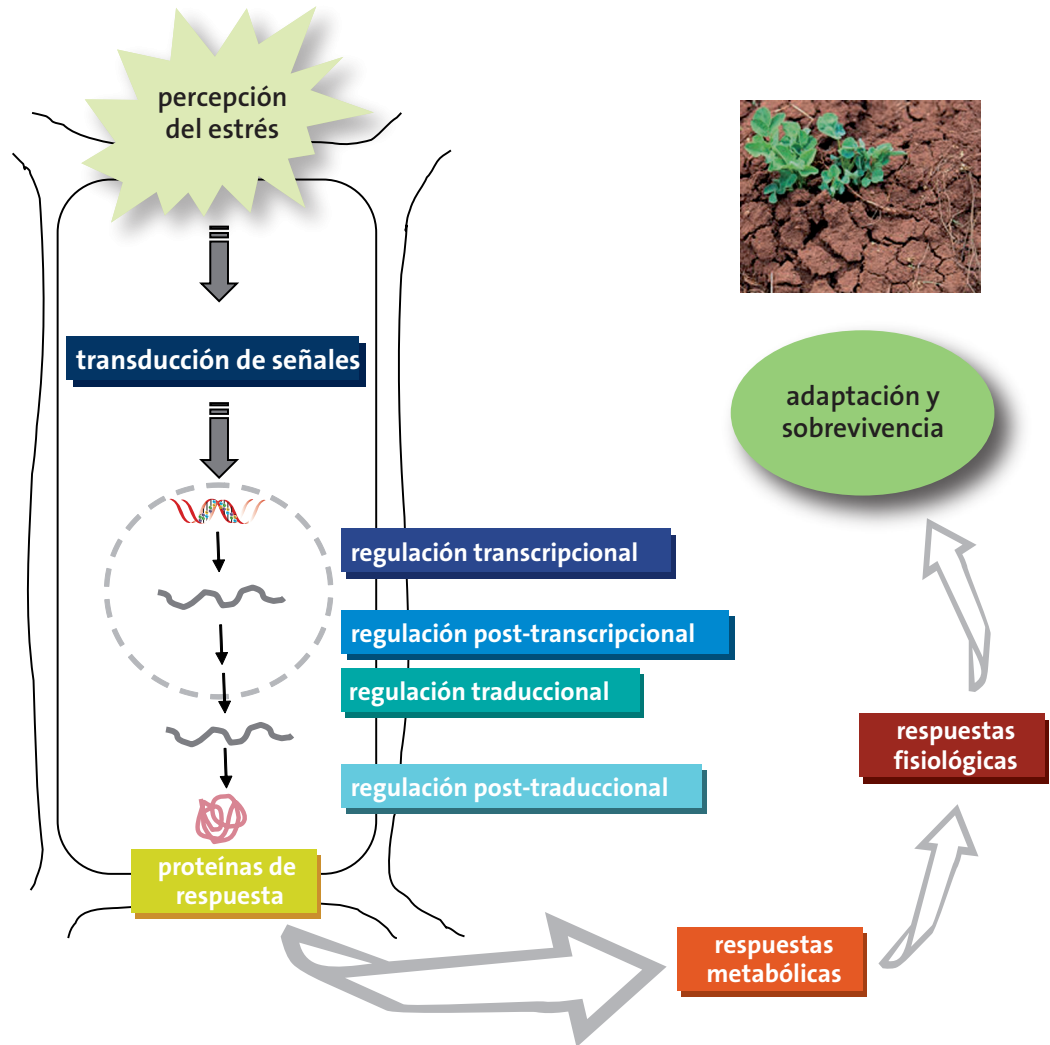 percepción
del estrés
transducción de señales
regulación transcripcional
regulación post-transcripcional
regulación traduccional
regulación post-traduccional
proteínas de
respuesta
respuestas
metabólicas
respuestas
fisiológicas
adaptación y
sobrevivencia